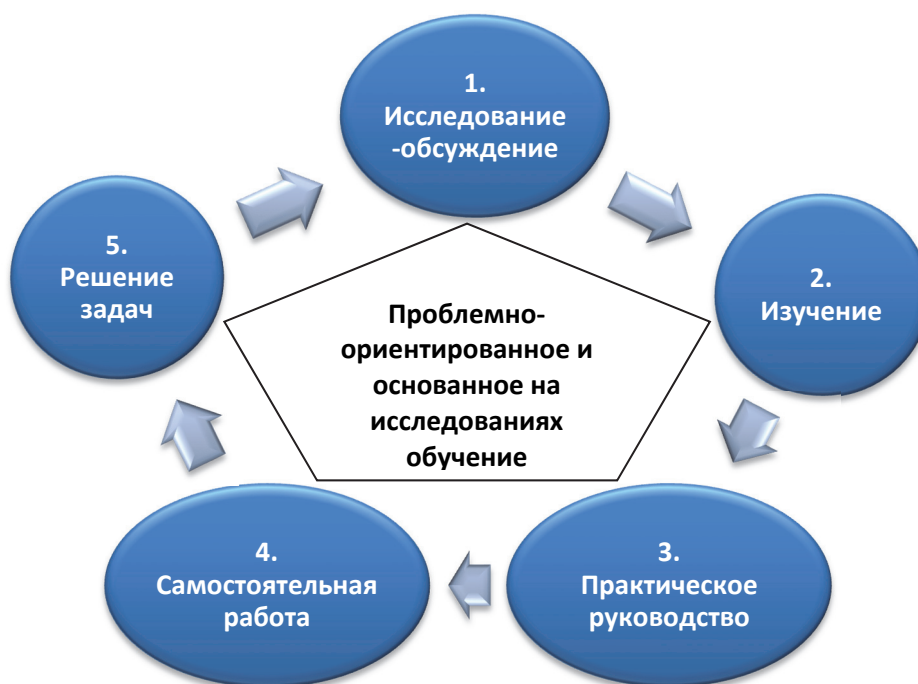 1.
Исследование
-обсуждение
2.
Изучение
3.
Практическое
руководство
4.
Самостоятельная
работа
5.
Решение
задач
Проблемно-
ориентированное и
основанное на
исследованиях
обучение